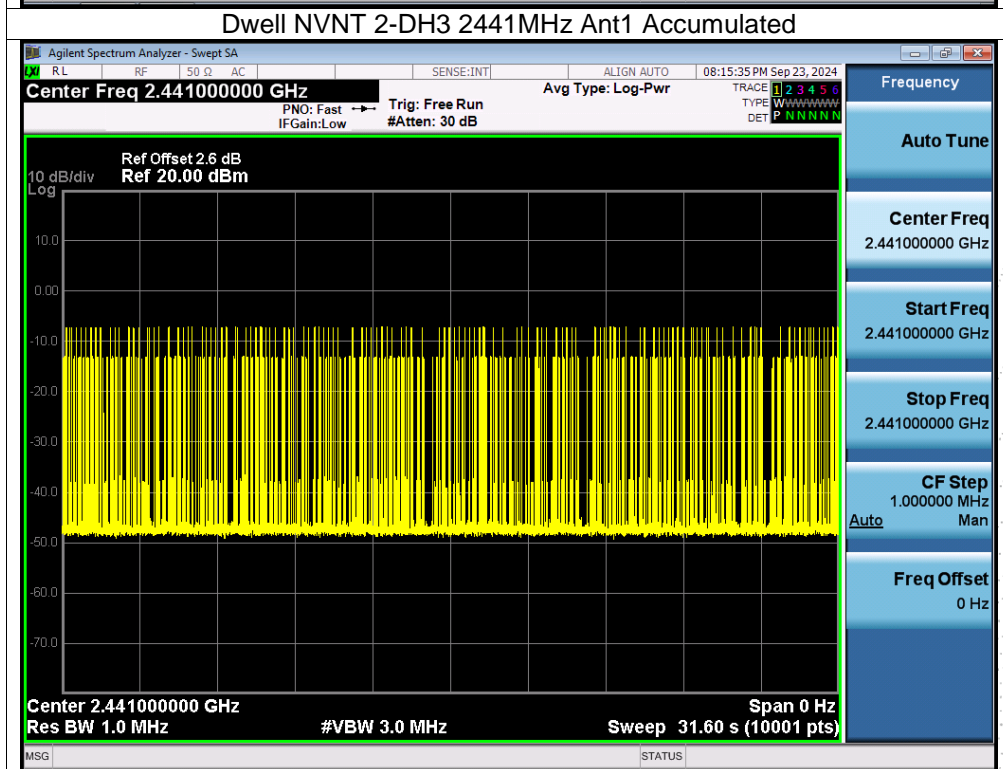 Dwell NVNT 2-DH3 2441MHz Ant1 Accumulated
Agilent Spectrum Analyzer - Swept SA
LXI RL RF 50 Ω AC SENSE:INT ALIGN AUTO 08:15:35 PM Sep 23, 2024
Center Freq 2.441000000 GHz
PNO: Fast
IFGain:Low
Trig: Free Run
#Atten: 30 dB
Avg Type: Log-Pwr
TRACE 1 2 3 4 5 6
TYPE WWWWWWW
DET P N N N N N
Ref Offset 2.6 dB
10 dB/div Ref 20.00 dBm
Log
10.0
0.00
-10.0
-20.0
-30.0
-40.0
-50.0
-60.0
-70.0
Center 2.441000000 GHz Span 0 Hz
Res BW 1.0 MHz #VBW 3.0 MHz Sweep 31.60 s (10001 pts)
MSG STATUS
Frequency
Auto Tune
Center Freq
2.441000000 GHz
Start Freq
2.441000000 GHz
Stop Freq
2.441000000 GHz
CF Step
1.000000 MHz
Auto Man
Freq Offset
0 Hz